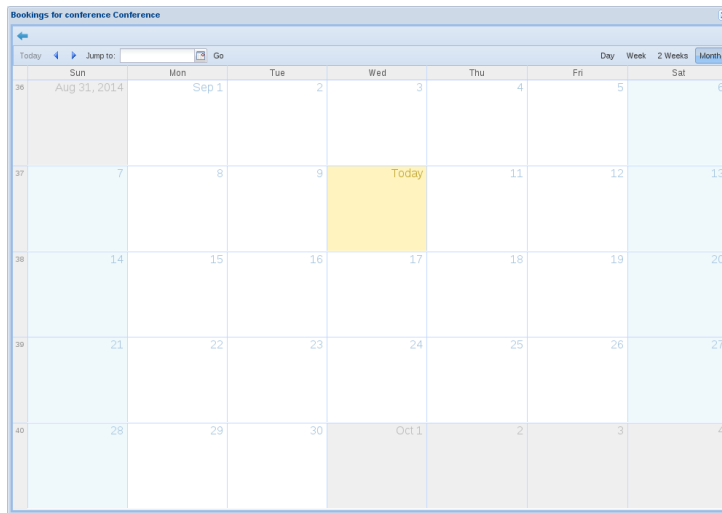 Bookings for conference Conference
Today Jump to: Go Day Week 2 Weeks Month
Sun Mon Tue Wed Thu Fri Sat
36 Aug 31, 2014 Sep 1 2 3 4 5 6
37 7 8 9 Today 11 12 13
38 14 15 16 17 18 19 20
39 21 22 23 24 25 26 27
40 28 29 30 Oct 1 2 3 4